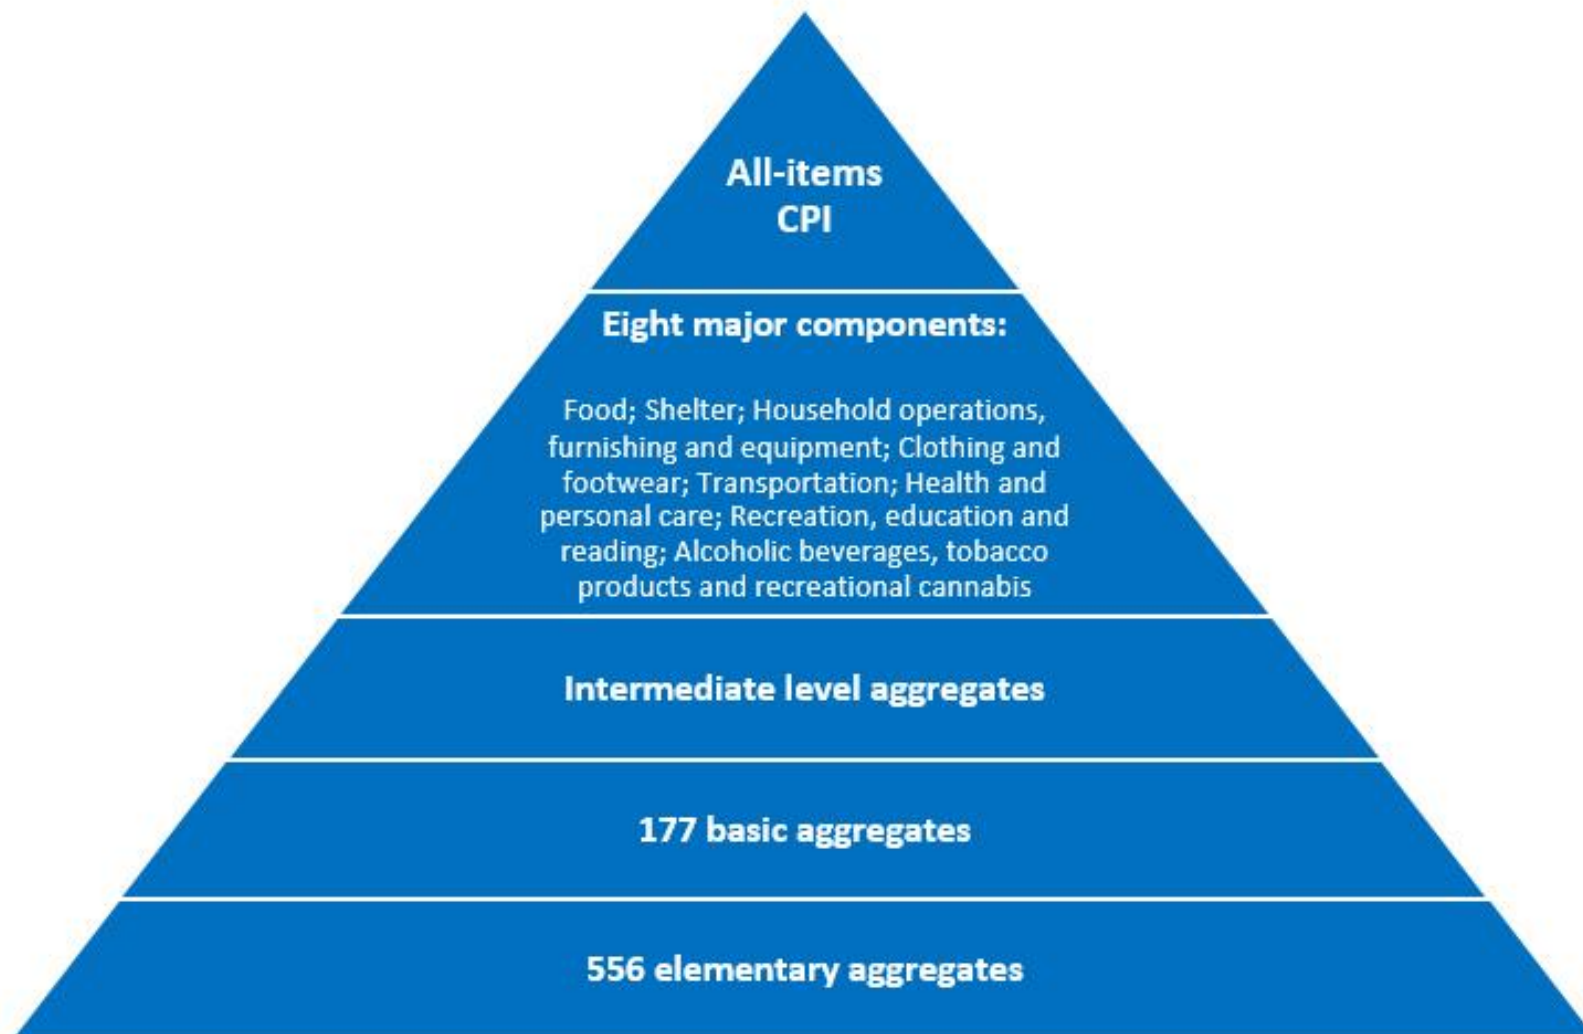 All-items
CPI
Eight major components:
Food; Shelter; Household operations,
furnishing and equipment; Clothing and
footwear; Transportation; Health and
personal care; Recreation, education and
reading; Alcoholic beverages, tobacco
products and recreational cannabis
Intermediate level aggregates
177 basic aggregates
556 elementary aggregates